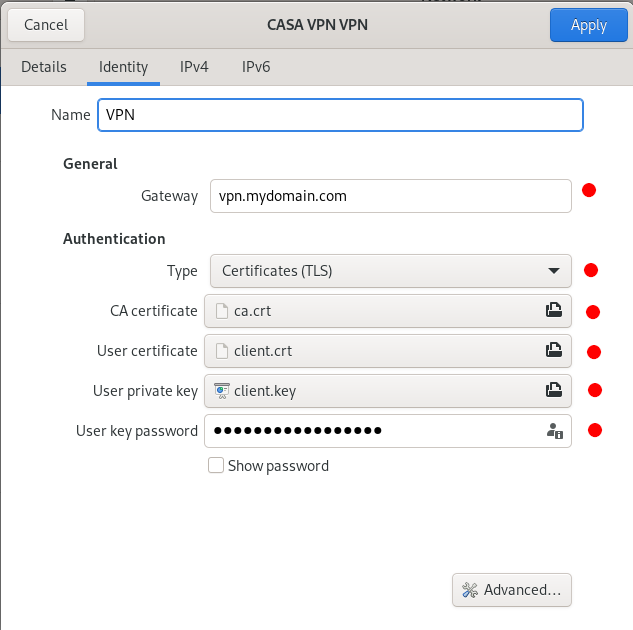 Cancel CASA VPN VPN Apply
Details Identity IPv4 IPv6
Name VPN
General
Gateway vpn.mydomain.com
Authentication
Type Certificates (TLS)
CA certificate ca.crt
User certificate client.crt
User private key client.key
User key password ●●●●●●●●●●●●●●●●●
Show password
Advanced...